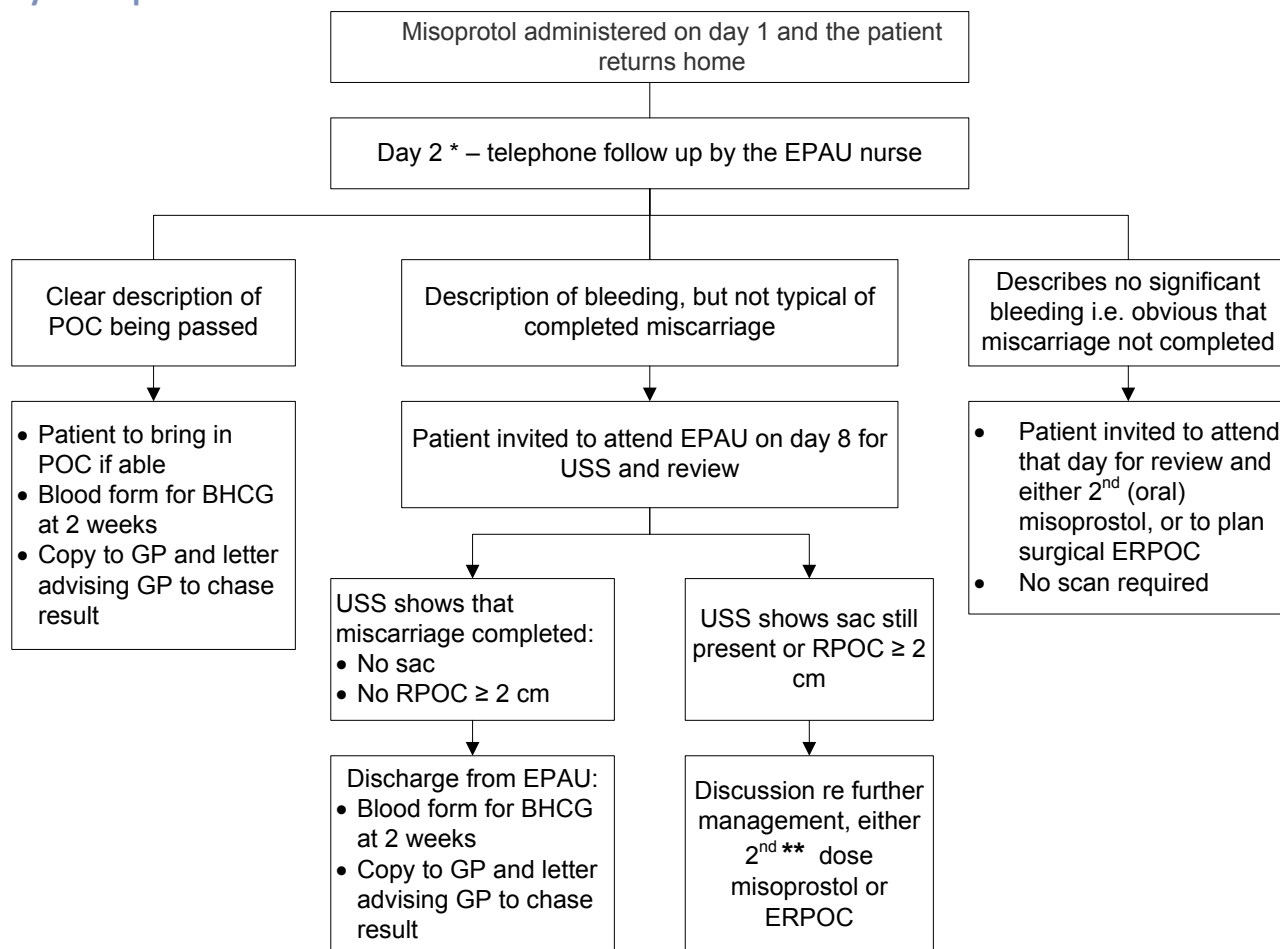 Misoprotol administered on day 1 and the patient
returns home
Day 2 * – telephone follow up by the EPAU nurse
Clear description of
POC being passed
Description of bleeding, but not typical of
completed miscarriage
Describes no significant
bleeding i.e. obvious that
miscarriage not completed
• Patient to bring in
POC if able
• Blood form for BHCG
at 2 weeks
• Copy to GP and letter
advising GP to chase
result
Patient invited to attend EPAU on day 8 for
USS and review
• Patient invited to attend
that day for review and
either 2nd (oral)
misoprostol, or to plan
surgical ERPOC
• No scan required
USS shows that
miscarriage completed:
• No sac
• No RPOC ≥ 2 cm
USS shows sac still
present or RPOC ≥ 2
cm
Discharge from EPAU:
• Blood form for BHCG
at 2 weeks
• Copy to GP and letter
advising GP to chase
result
Discussion re further
management, either
2nd ** dose
misoprostol or
ERPOC